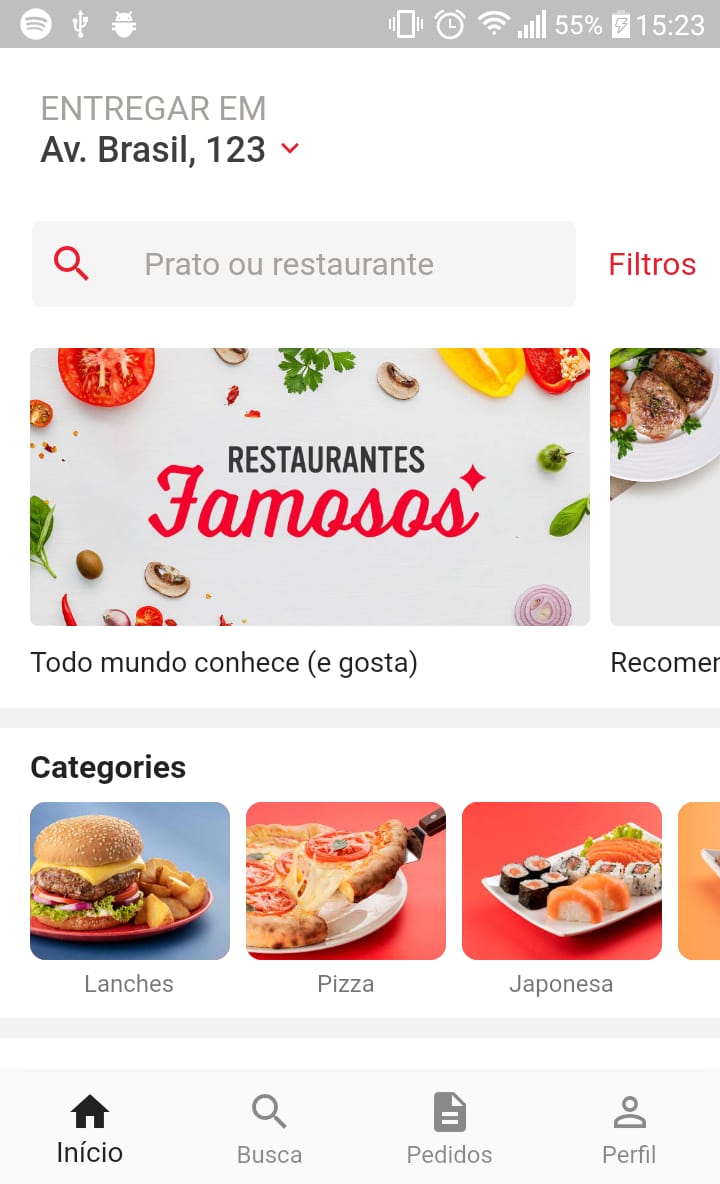 55% 15:23
ENTREGAR EM
Av. Brasil, 123
Prato ou restaurante
Filtros
RESTAURANTES
Famosos
Todo mundo conhece (e gosta)
Recomen
Categories
Lanches
Pizza
Japonesa
Início
Busca
Pedidos
Perfil